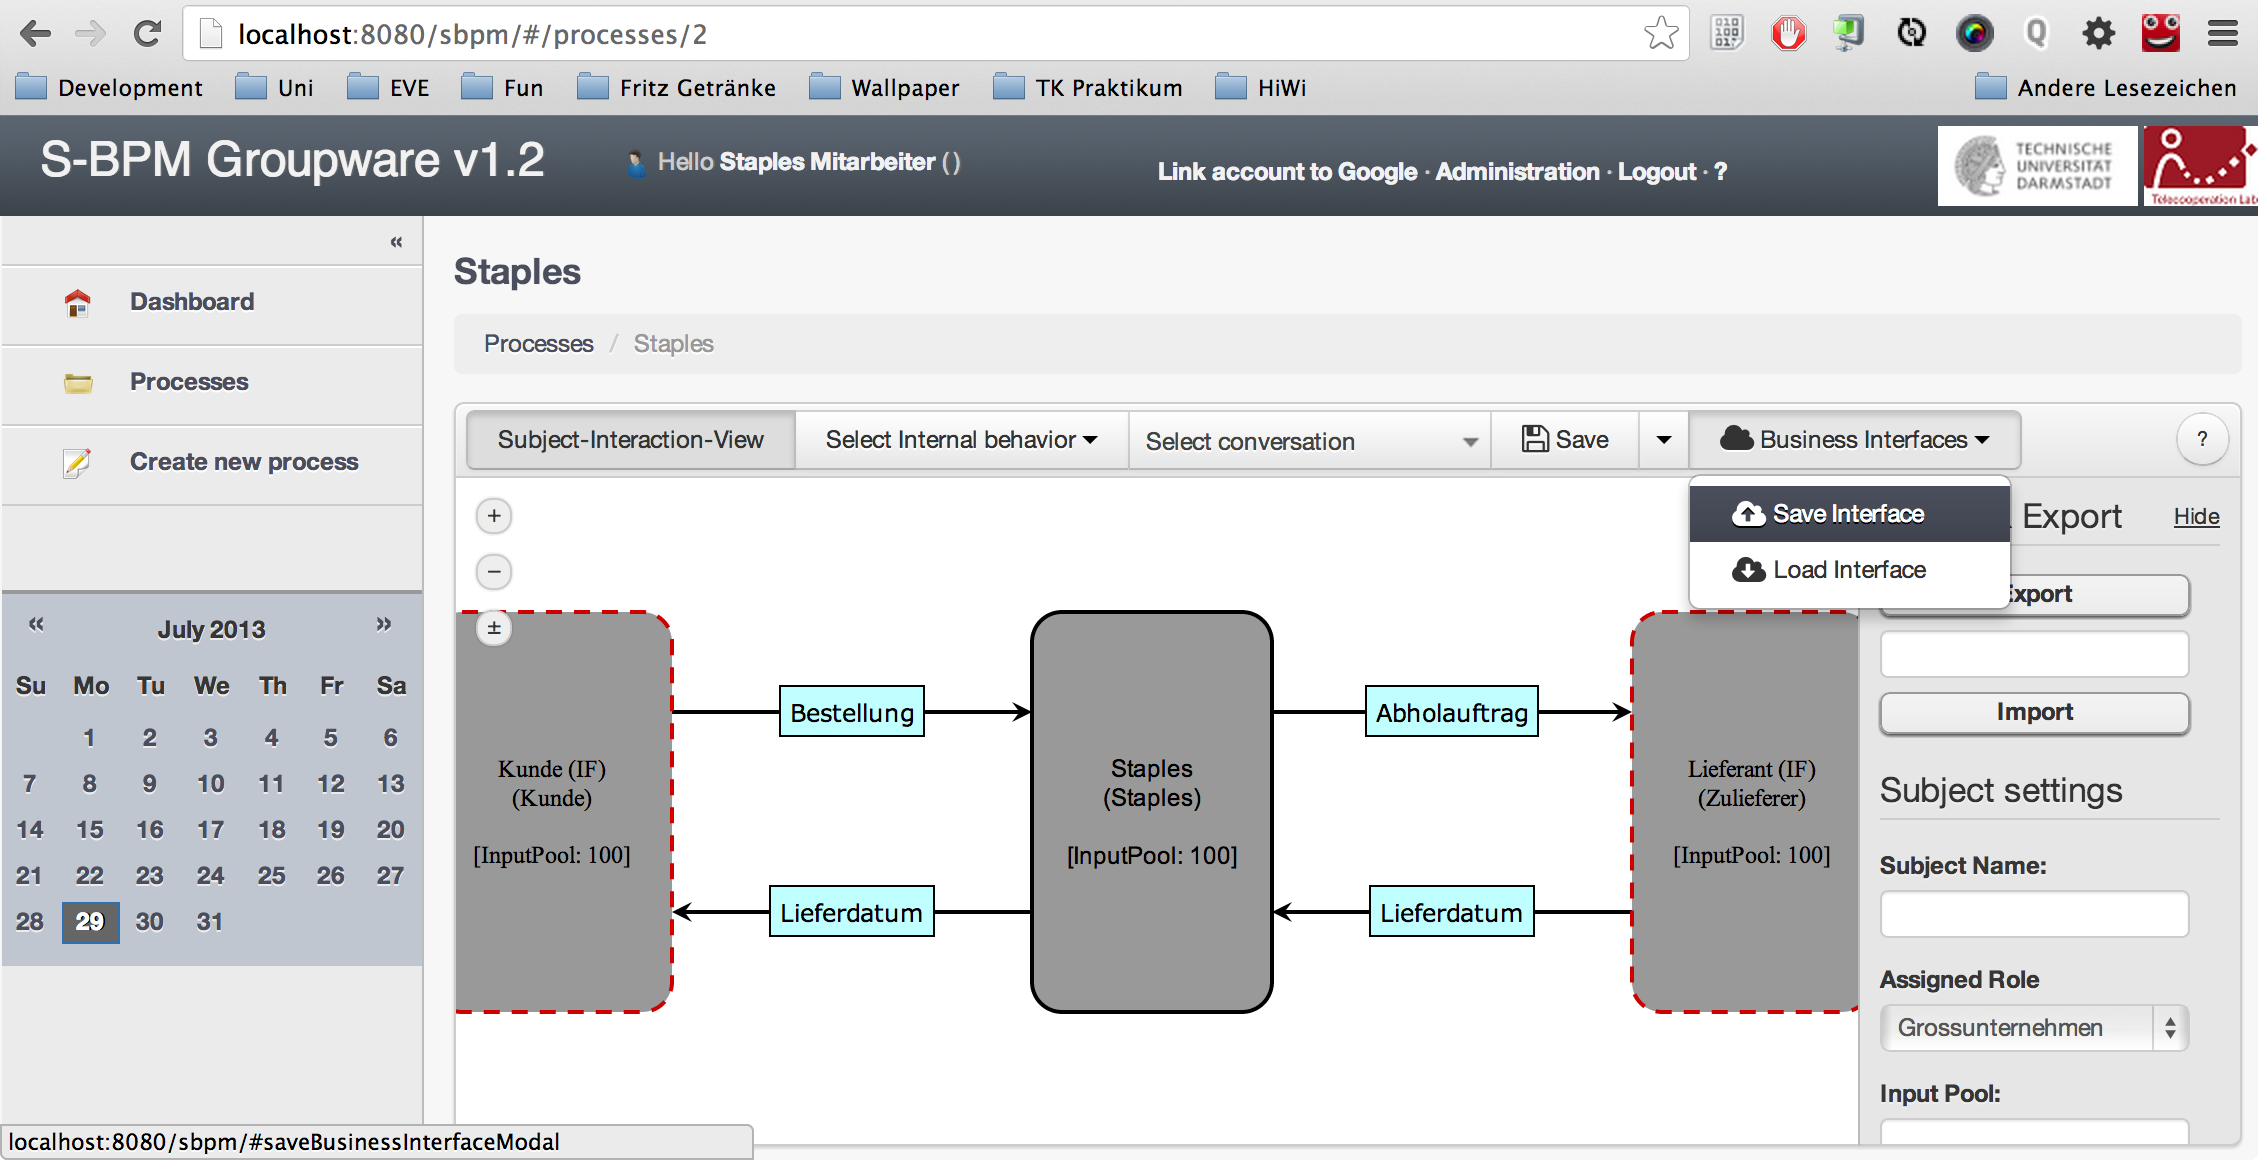 localhost:8080/sbpm/#/processes/2
Development Uni EVE Fun Fritz Getränke Wallpaper TK Praktikum HiWi Andere Lesezeichen
S-BPM Groupware v1.2
Hello Staples Mitarbeiter ()
Link account to Google · Administration · Logout · ?
TECHNISCHE
UNIVERSITÄT
DARMSTADT
Telecooperation Lab
«
Dashboard
Processes
Create new process
« July 2013 »
Su Mo Tu We Th Fr Sa
1 2 3 4 5 6
7 8 9 10 11 12 13
14 15 16 17 18 19 20
21 22 23 24 25 26 27
28 29 30 31
Staples
Processes / Staples
Subject-Interaction-View Select Internal behavior Select conversation Save Business Interfaces ?
Save Interface
Load Interface
+
−
±
Kunde (IF)
(Kunde)
[InputPool: 100]
Bestellung
Lieferdatum
Staples
(Staples)
[InputPool: 100]
Abholauftrag
Lieferdatum
Lieferant (IF)
(Zulieferer)
[InputPool: 100]
Export Hide
Export
Import
Subject settings
Subject Name:
Assigned Role
Grossunternehmen
Input Pool:
localhost:8080/sbpm/#saveBusinessInterfaceModal